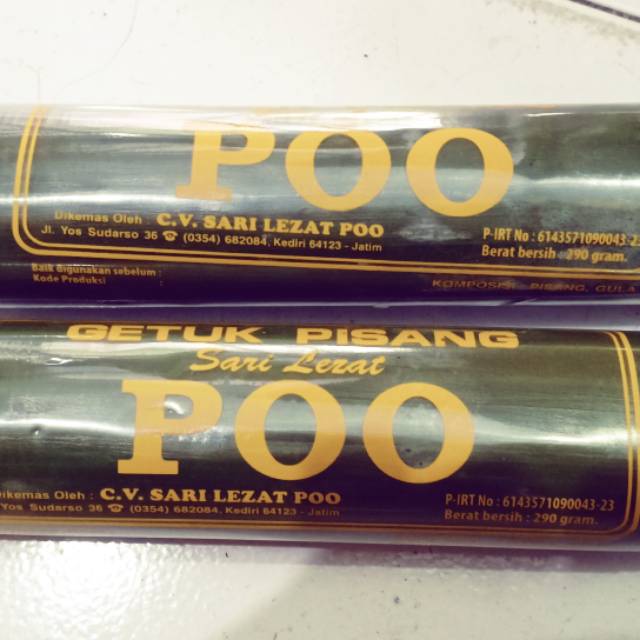 POO
Dikemas Oleh C.V. SARI LEZAT POO
Jl. Yos Sudarso 36 ☎ (0354) 682084, Kediri 64123 - Jatim
P-IRT No : 6143571090043-2
Berat bersih : 290 gram.
Baik digunakan sebelum :
Kode Produksi :
KOMPOSISI : PISANG, GULA
GETUK PISANG
Sari Lezat
POO
Dikemas Oleh : C.V. SARI LEZAT POO
Yos Sudarso 36 ☎ (0354) 682084, Kediri 64123 - Jatim
P-IRT No : 6143571090043-23
Berat bersih : 290 gram.